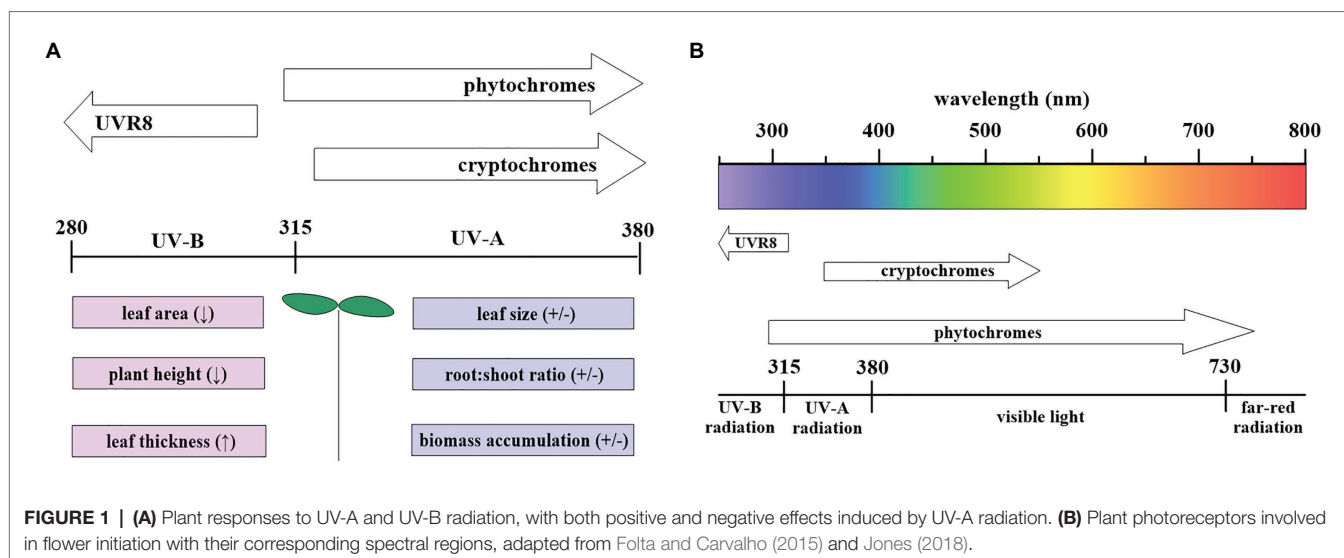 A
phytochromes
UVR8
cryptochromes
280
315
380
UV-B
UV-A
leaf area (↓)
leaf size (+/-)
plant height (↓)
root:shoot ratio (+/-)
leaf thickness (↑)
biomass accumulation (+/-)
B
wavelength (nm)
300 400 500 600 700 800
UVR8
cryptochromes
phytochromes
315 380 730
UV-B
radiation
UV-A
radiation
visible light
far-red
radiation
FIGURE 1 | (A) Plant responses to UV-A and UV-B radiation, with both positive and negative effects induced by UV-A radiation. (B) Plant photoreceptors involved
in flower initiation with their corresponding spectral regions, adapted from Folta and Carvalho (2015) and Jones (2018).